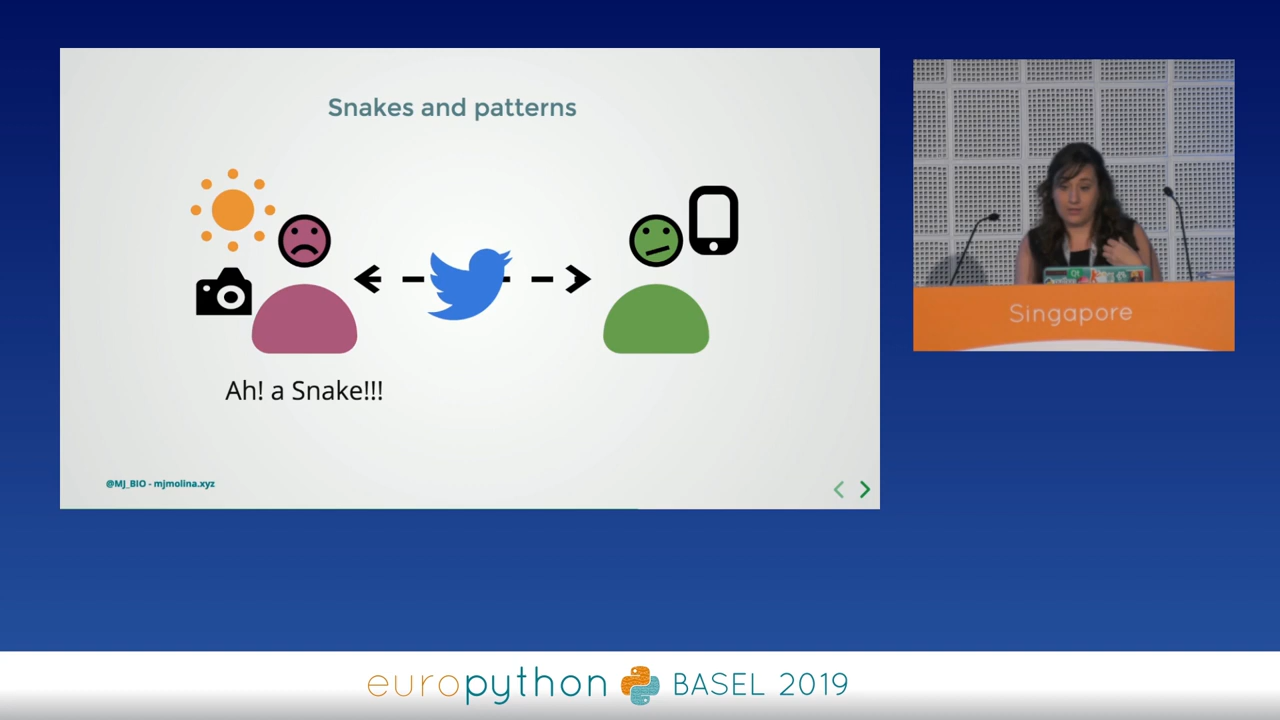 Snakes and patterns
Ah! a Snake!!!
@MJ_BIO - mjmolina.xyz
Singapore
europython BASEL 2019